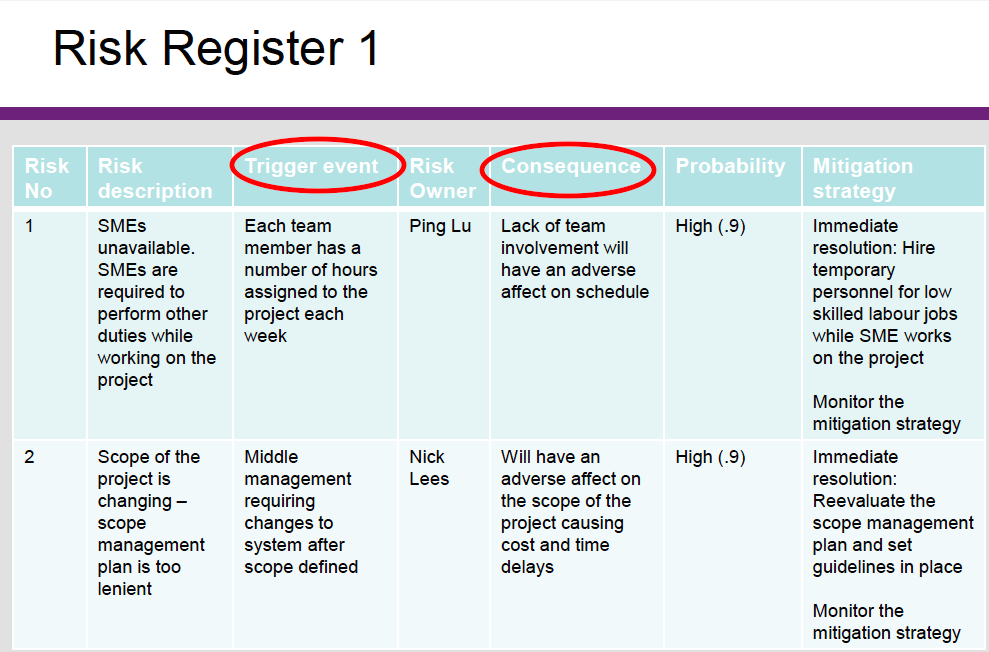 Risk Register 1
Risk
No
Risk
description
Trigger event
Risk
Owner
Consequence
Probability
Mitigation
strategy
1
SMEs
unavailable.
SMEs are
required to
perform other
duties while
working on the
project
Each team
member has a
number of hours
assigned to the
project each
week
Ping Lu
Lack of team
involvement will
have an adverse
affect on schedule
High (.9)
Immediate
resolution: Hire
temporary
personnel for low
skilled labour jobs
while SME works
on the project
Monitor the
mitigation strategy
2
Scope of the
project is
changing –
scope
management
plan is too
lenient
Middle
management
requiring
changes to
system after
scope defined
Nick
Lees
Will have an
adverse affect on
the scope of the
project causing
cost and time
delays
High (.9)
Immediate
resolution:
Reevaluate the
scope management
plan and set
guidelines in place
Monitor the
mitigation strategy